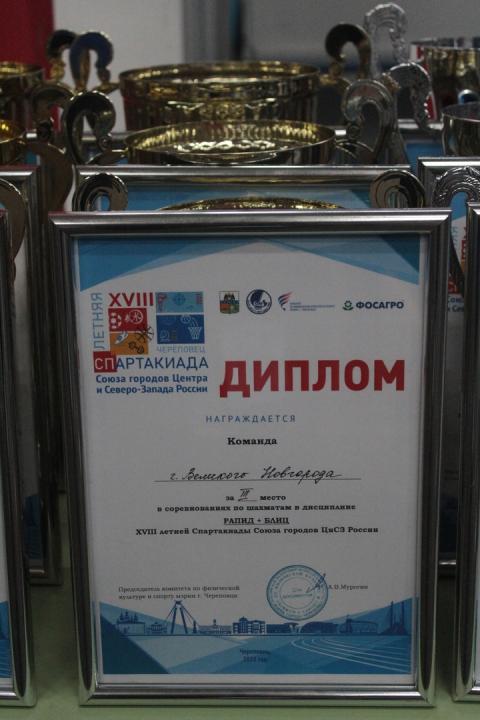 ЛЕТНЯЯ
XVIII
ЧЕРЕПОВЕЦ
СПАРТАКИАДА
Союза городов Центра
и Северо-Запада России
ФОСАГРО
ДИПЛОМ
НАГРАЖДАЕТСЯ
Команда
г. Великого Новгорода
за III место
в соревнованиях по шахматам в дисциплине
РАПИД + БЛИЦ
XVIII летней Спартакиады Союза городов ЦиСЗ России
Председатель комитета по физической
культуре и спорту мэрии г. Череповца
Череповец